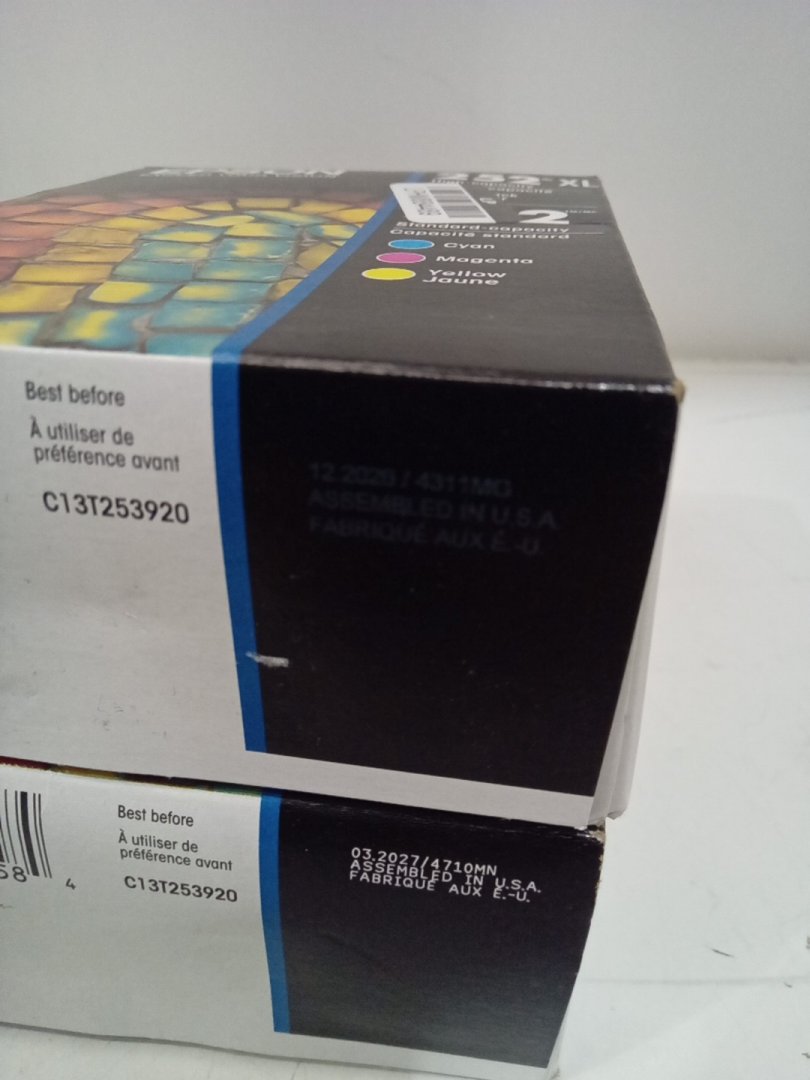 252 XL
2
Standard-capacity
Capacité standard
Cyan
Magenta
Yellow
Jaune
Best before
À utiliser de
préférence avant
C13T253920
12.2026 / 4311MG
ASSEMBLED IN U.S.A.
FABRIQUÉ AUX É.-U.
58
4
Best before
À utiliser de
préférence avant
C13T253920
03.2027/4710MN
ASSEMBLED IN U.S.A.
FABRIQUÉ AUX É.-U.